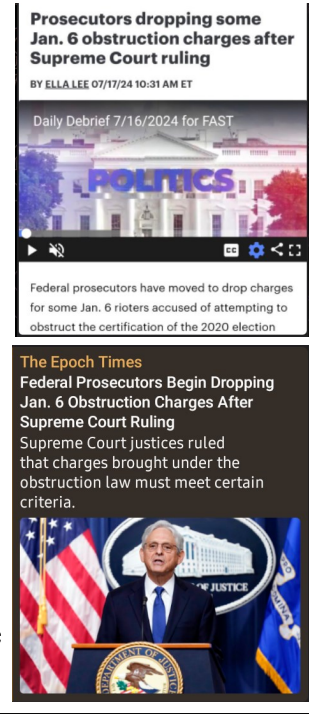 Prosecutors dropping some
Jan. 6 obstruction charges after
Supreme Court ruling
BY ELLA LEE 07/17/24 10:31 AM ET
Daily Debrief 7/16/2024 for FAST
POLITICS
CC
Federal prosecutors have moved to drop charges
for some Jan. 6 rioters accused of attempting to
obstruct the certification of the 2020 election
The Epoch Times
Federal Prosecutors Begin Dropping
Jan. 6 Obstruction Charges After
Supreme Court Ruling
Supreme Court justices ruled
that charges brought under the
obstruction law must meet certain
criteria.
OF JUSTICE
DEPARTMENT OF JUSTICE